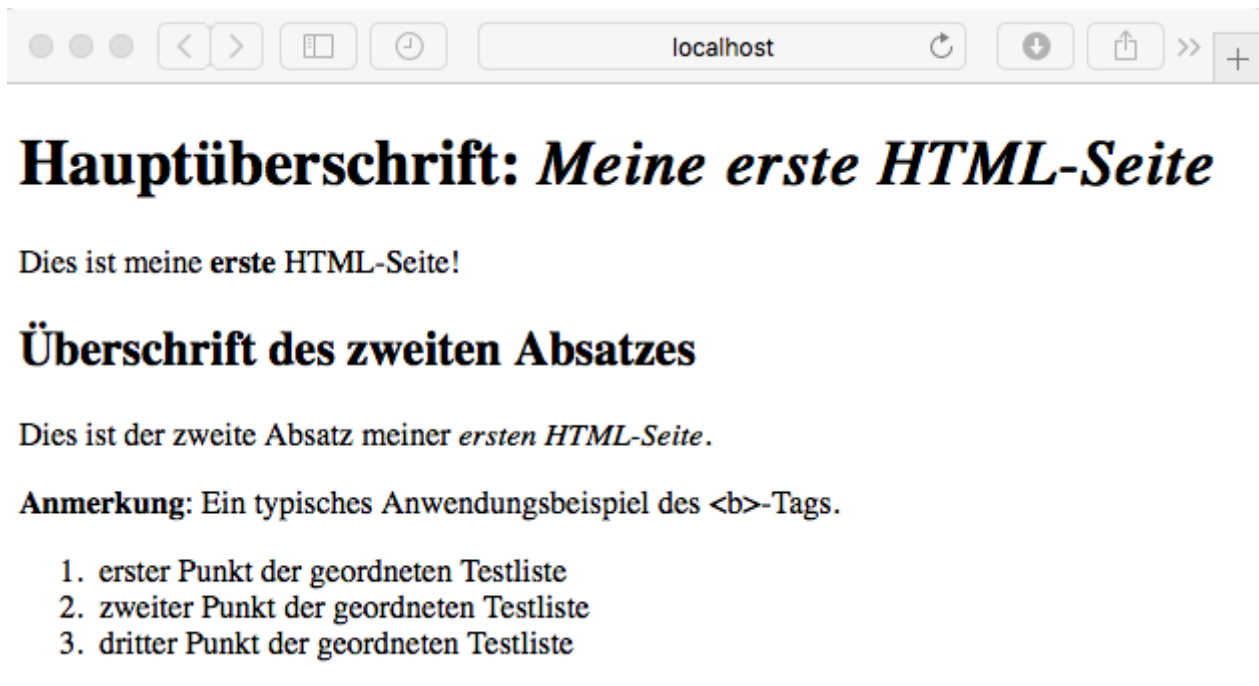 localhost
Hauptüberschrift: Meine erste HTML-Seite
Dies ist meine erste HTML-Seite!
Überschrift des zweiten Absatzes
Dies ist der zweite Absatz meiner ersten HTML-Seite.
Anmerkung: Ein typisches Anwendungsbeispiel des <b>-Tags.
1. erster Punkt der geordneten Testliste
2. zweiter Punkt der geordneten Testliste
3. dritter Punkt der geordneten Testliste